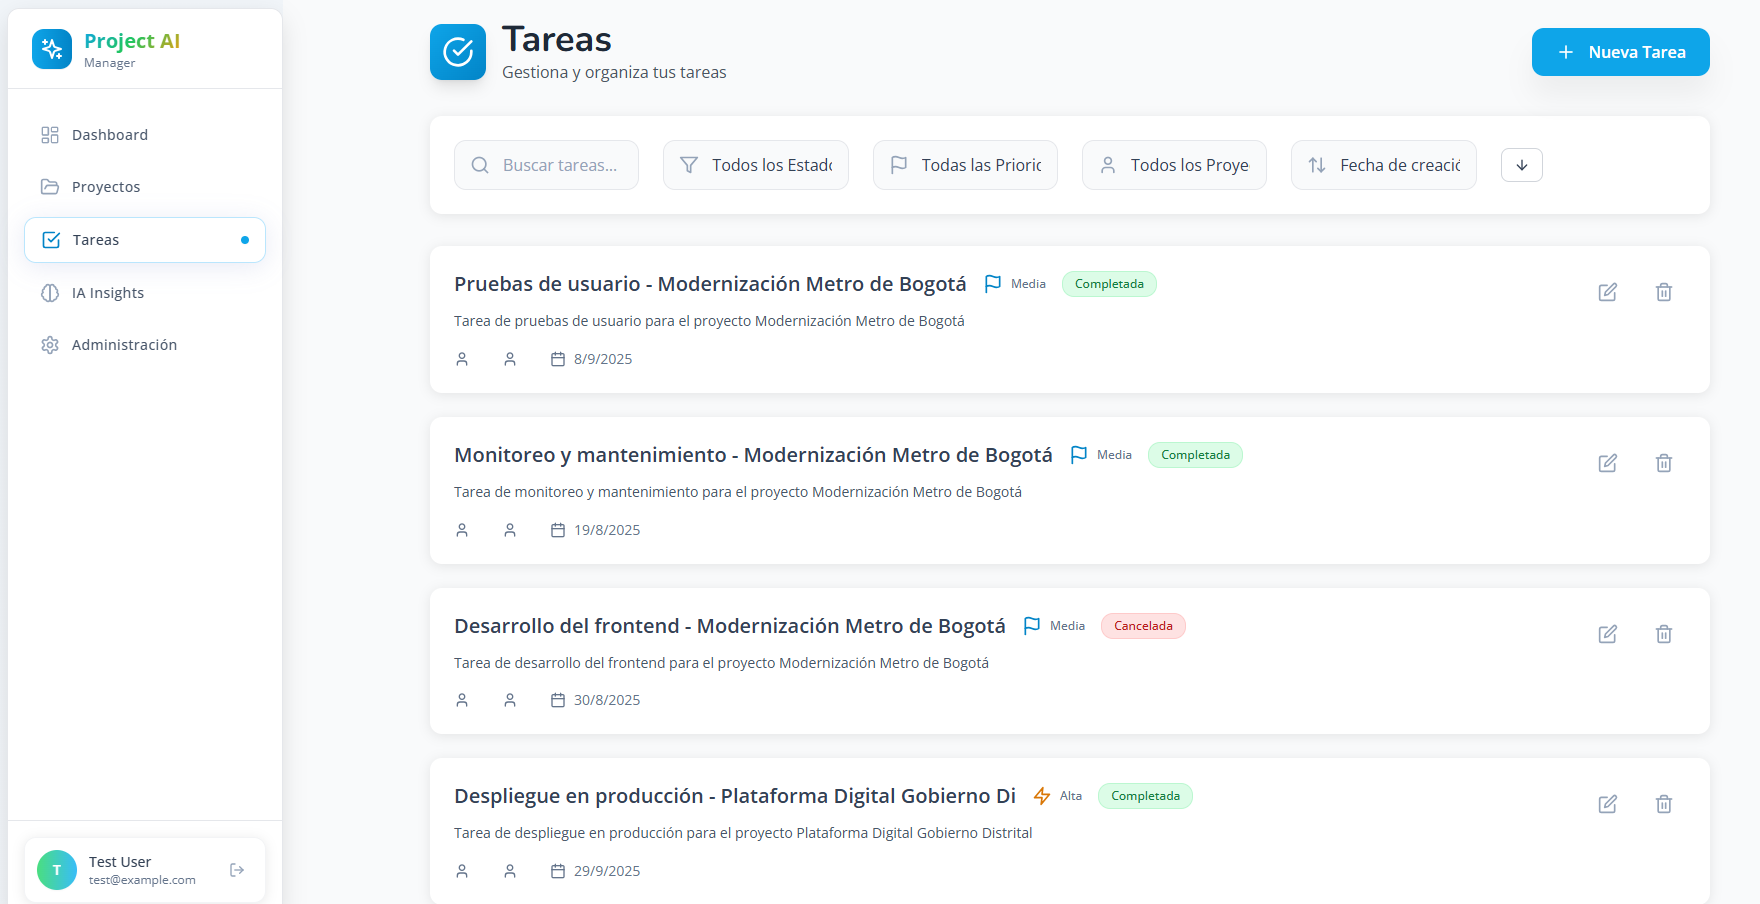 Project AI
Manager
Dashboard
Proyectos
Tareas
IA Insights
Administración
T
Test User
test@example.com
Tareas
Gestiona y organiza tus tareas
Nueva Tarea
Buscar tareas...
Todos los Estad
Todas las Priori
Todos los Proye
Fecha de creaci
Pruebas de usuario - Modernización Metro de Bogotá Media Completada
Tarea de pruebas de usuario para el proyecto Modernización Metro de Bogotá
8/9/2025
Monitoreo y mantenimiento - Modernización Metro de Bogotá Media Completada
Tarea de monitoreo y mantenimiento para el proyecto Modernización Metro de Bogotá
19/8/2025
Desarrollo del frontend - Modernización Metro de Bogotá Media Cancelada
Tarea de desarrollo del frontend para el proyecto Modernización Metro de Bogotá
30/8/2025
Despliegue en producción - Plataforma Digital Gobierno Di Alta Completada
Tarea de despliegue en producción para el proyecto Plataforma Digital Gobierno Distrital
29/9/2025